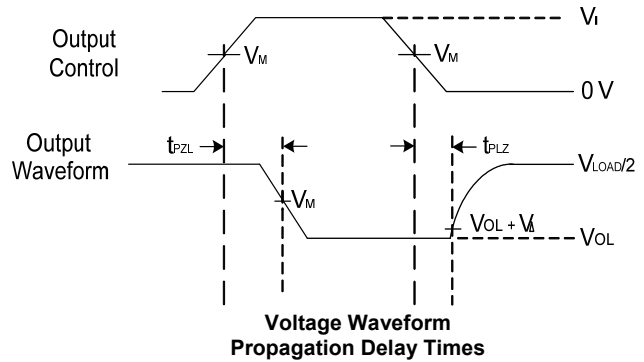 Output
Control
VM
VM
VI
0 V
Output
Waveform
tPZL
tPLZ
VM
VLOAD/2
VOL + VΔ
VOL
Voltage Waveform
Propagation Delay Times